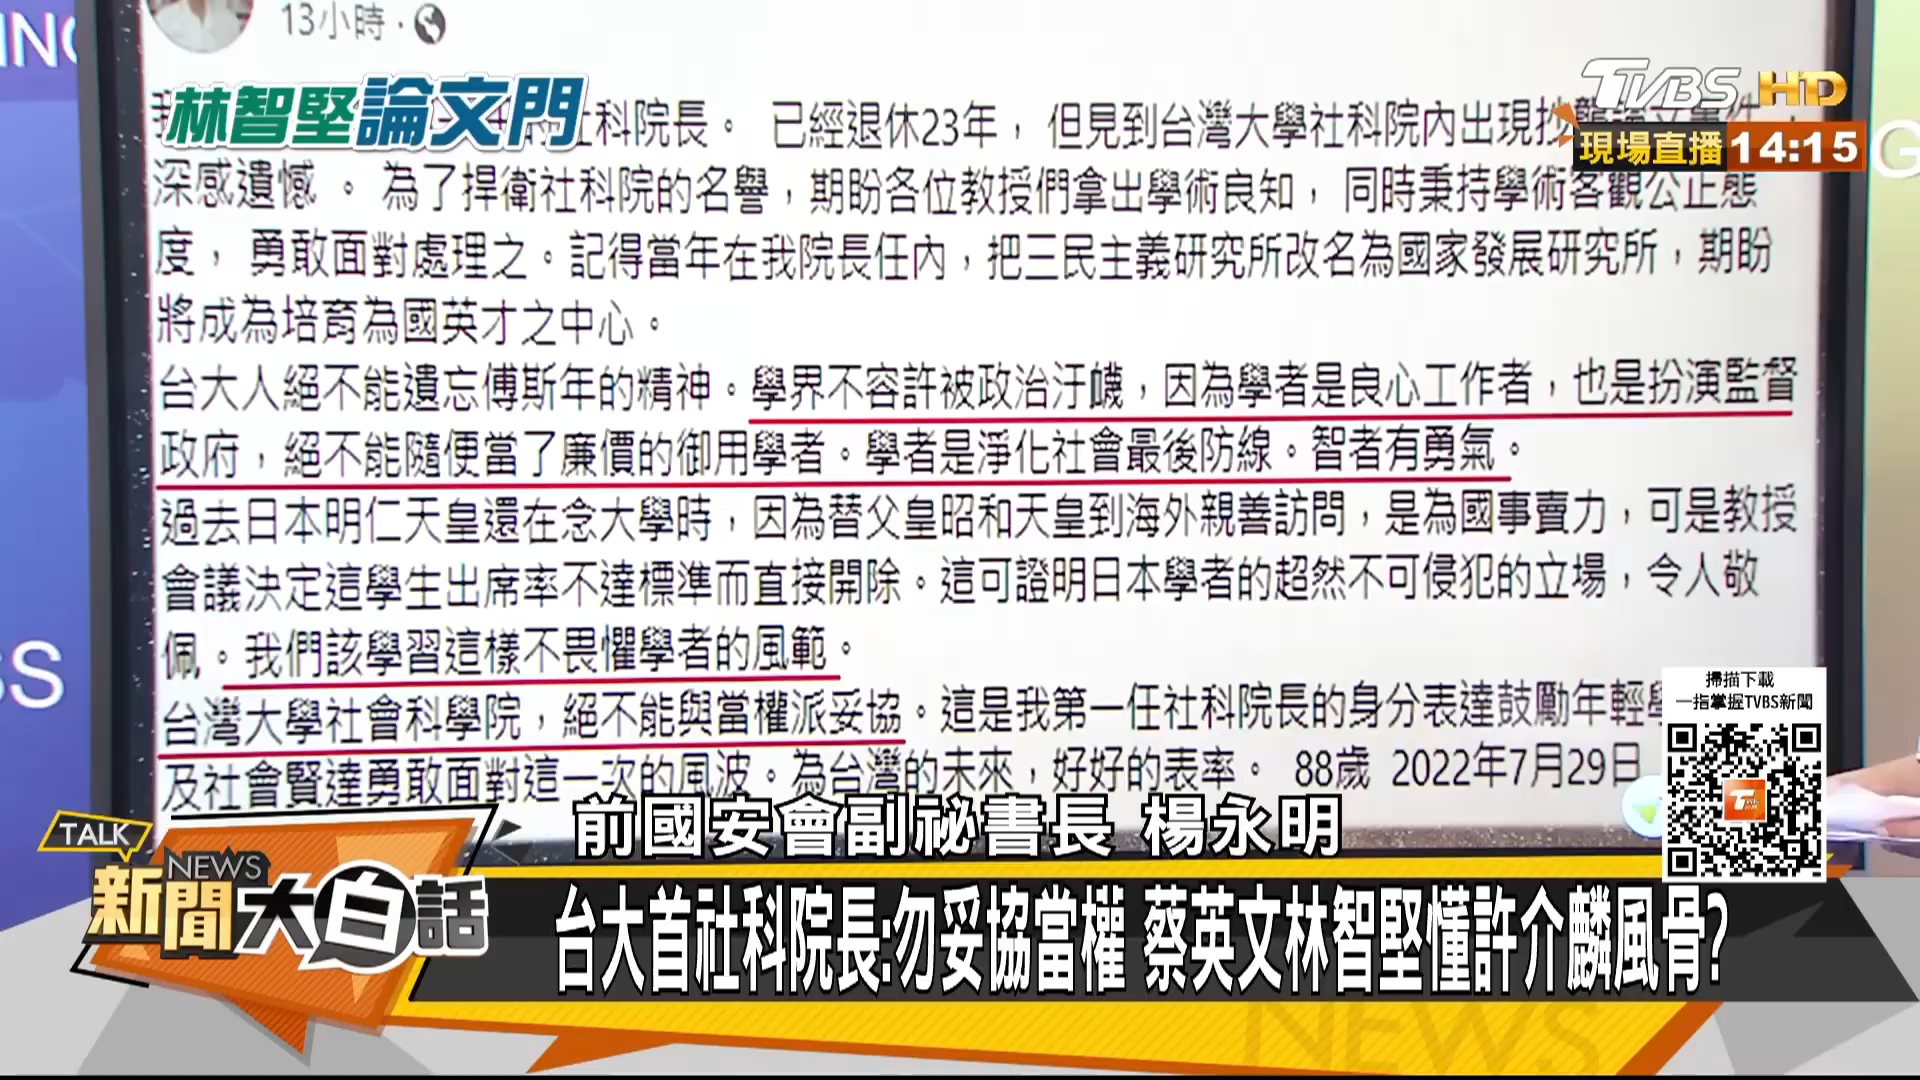 13小時·
林智堅論文門
社科院長。 已經退休23年， 但見到台灣大學社科院內出現抄
深感遺憾 。 為了捍衛社科院的名譽，期盼各位教授們拿出學術良知， 同時秉持學術客觀公正態
度， 勇敢面對處理之。記得當年在我院長任內，把三民主義研究所改名為國家發展研究所，期盼
將成為培育為國英才之中心。
台大人絕不能遺忘傅斯年的精神。學界不容許被政治汙衊，因為學者是良心工作者，也是扮演監督
政府，絕不能隨便當了廉價的御用學者。學者是淨化社會最後防線。智者有勇氣。
過去日本明仁天皇還在念大學時，因為替父皇昭和天皇到海外親善訪問，是為國事賣力，可是教授
會議決定這學生出席率不達標準而直接開除。這可證明日本學者的超然不可侵犯的立場，令人敬
佩。我們該學習這樣不畏懼學者的風範。
台灣大學社會科學院，絕不能與當權派妥協。這是我第一任社科院長的身分表達鼓勵年輕
及社會賢達勇敢面對這一次的風波。為台灣的未來，好好的表率。 88歲 2022年7月29日
TVBS HD
現場直播 14:15
掃描下載
一指掌握TVBS新聞
前國安會副祕書長 楊永明
TALK
NEWS
新聞大白話
台大首社科院長:勿妥協當權 蔡英文林智堅懂許介鱗風骨?
NEWS